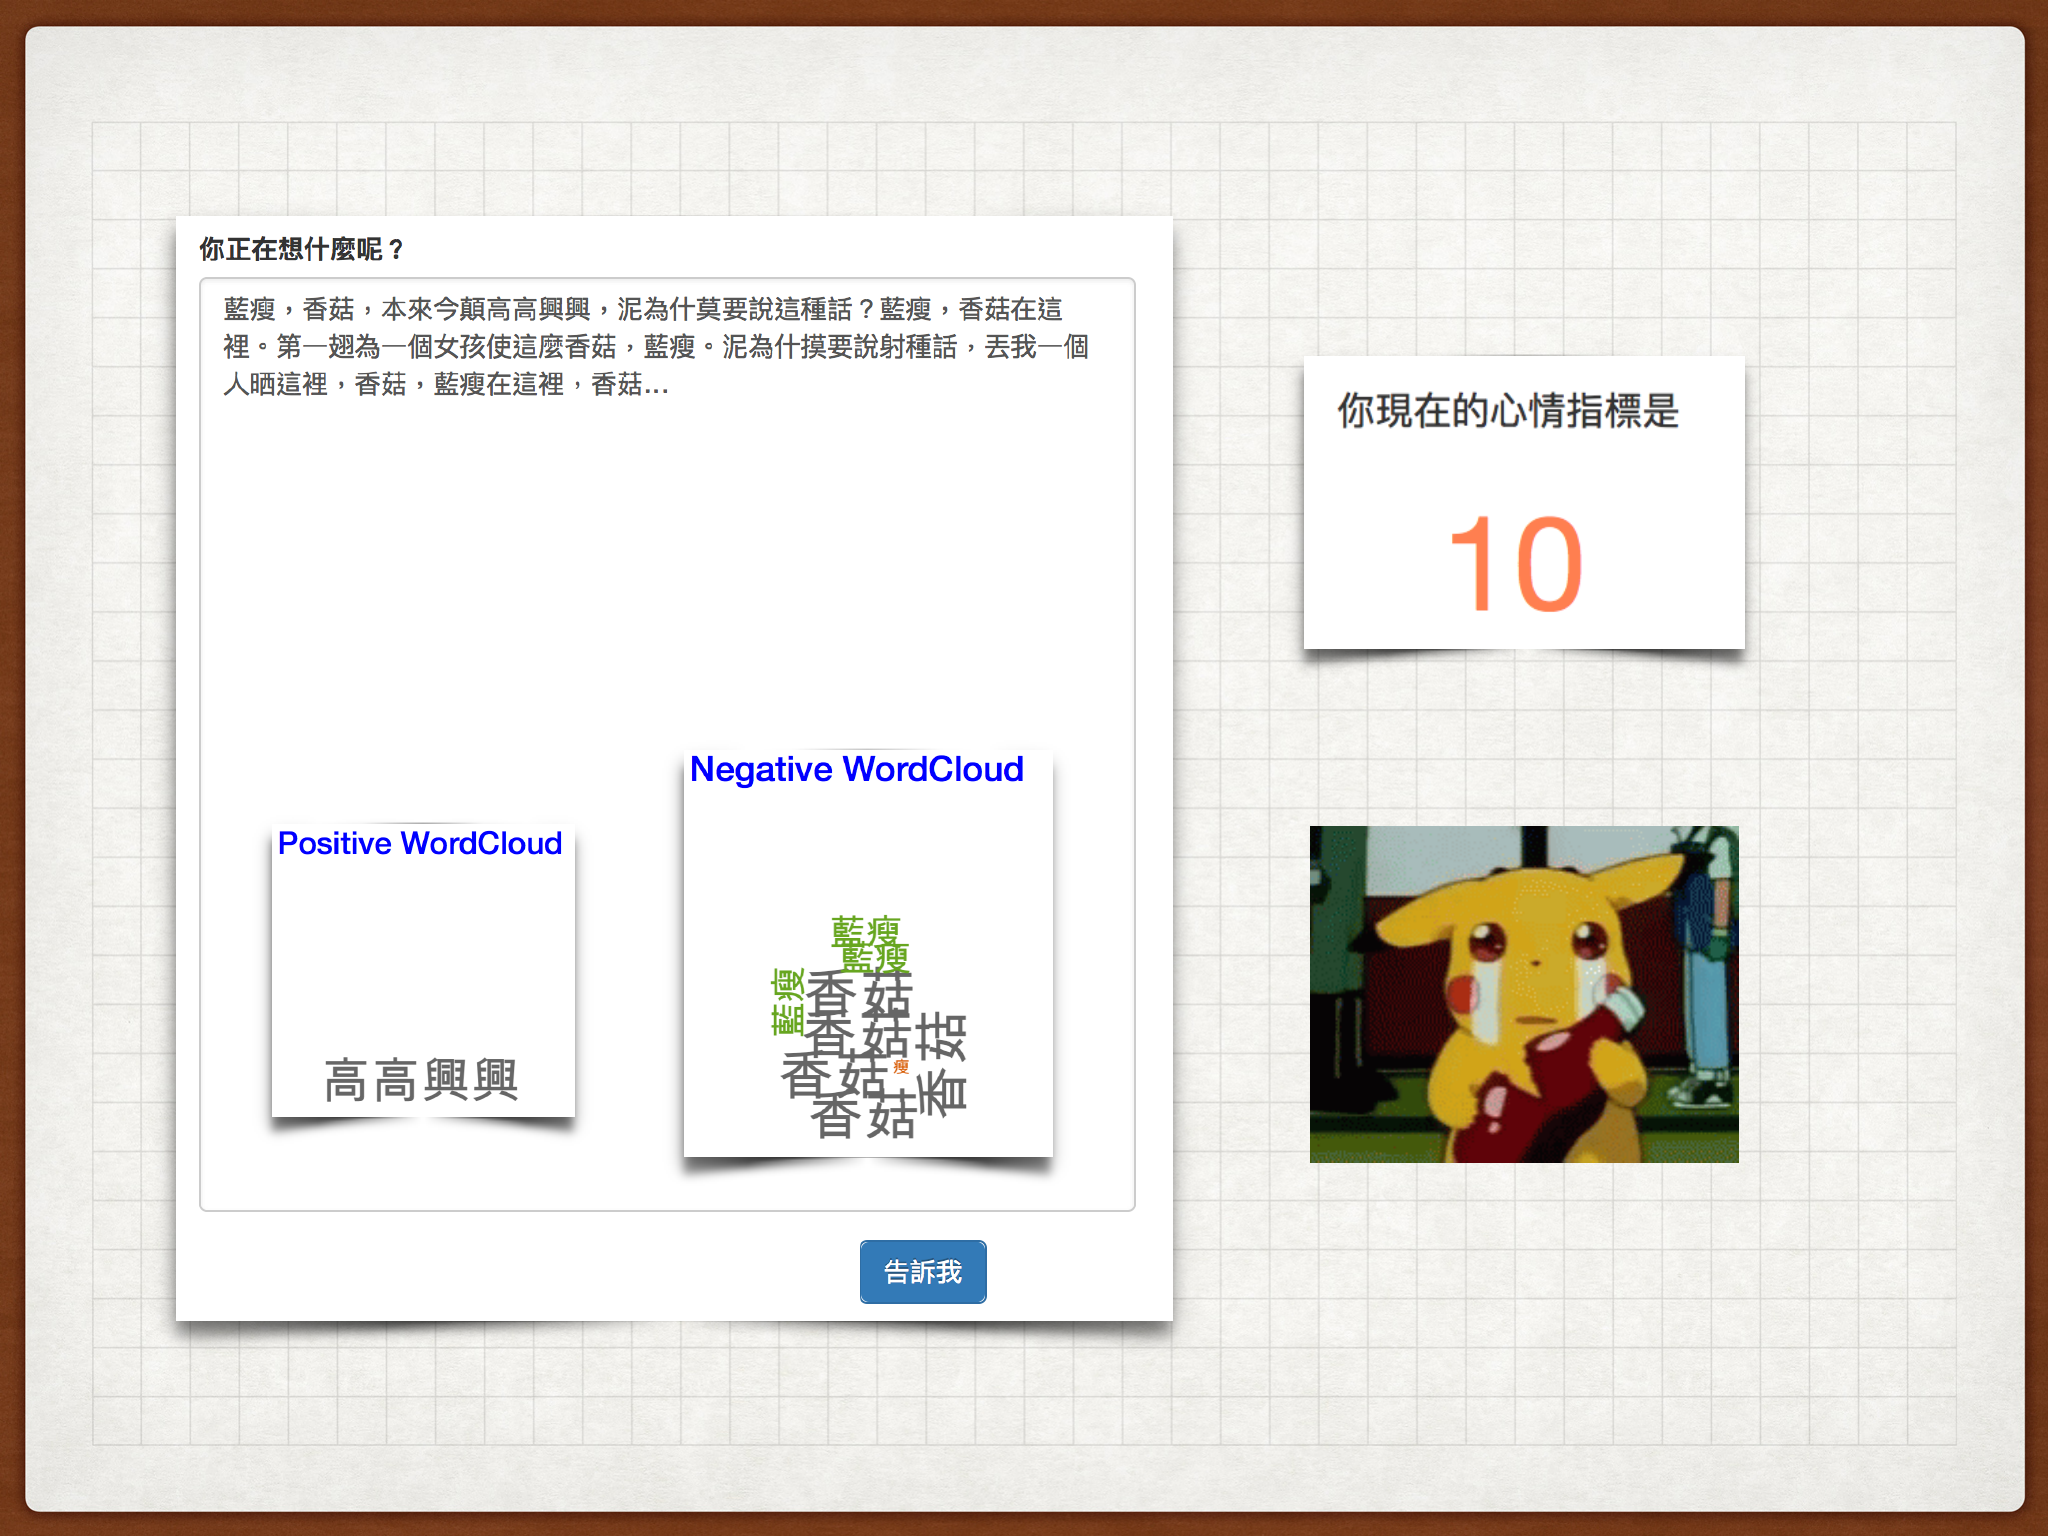 你正在想什麼呢？
藍瘦，香菇，本來今顛高高興興，泥為什莫要說這種話？藍瘦，香菇在這
裡。第一翅為一個女孩使這麼香菇，藍瘦。泥為什摸要說射種話，丟我一個
人晒這裡，香菇，藍瘦在這裡，香菇...
Positive WordCloud
高高興興
Negative WordCloud
藍瘦
藍瘦
藍瘦
香菇
香菇
香菇
香菇
瘦
香菇
告訴我
你現在的心情指標是
10